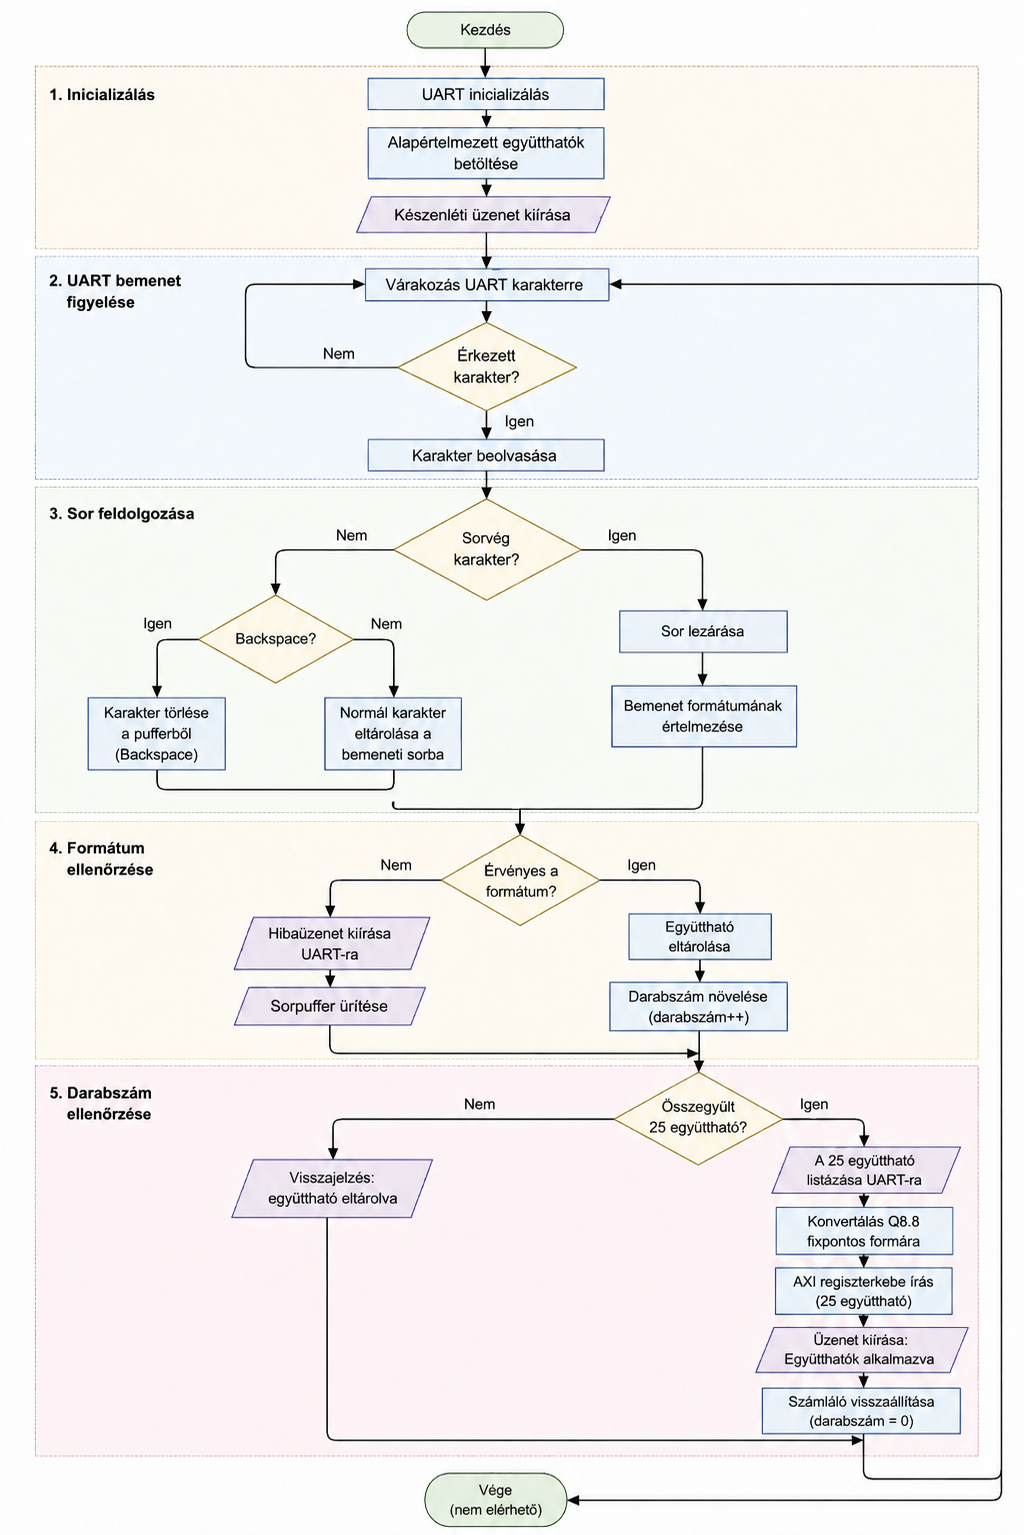 Kezdés
1. Inicializálás
UART inicializálás
Alapértelmezett együtthatók
betöltése
Készenléti üzenet kiírása
2. UART bemenet
figyelése
Várakozás UART karakterre
Érkezett
karakter?
Nem
Igen
Karakter beolvasása
3. Sor feldolgozása
Sorvég
karakter?
Nem
Igen
Backspace?
Igen
Nem
Sor lezárása
Karakter törlése
a pufferből
(Backspace)
Normál karakter
eltárolása a
bemeneti sorba
Bemenet formátumának
értelmezése
4. Formátum
ellenőrzése
Érvényes a
formátum?
Nem
Igen
Hibaüzenet kiírása
UART-ra
Együttható
eltárolása
Sorpuffer ürítése
Darabszám növelése
(darabszám++)
5. Darabszám
ellenőrzése
Összegyűlt
25 együttható?
Nem
Igen
Visszajelzés:
együttható eltárolva
A 25 együttható
listázása UART-ra
Konvertálás Q8.8
fixpontos formára
AXI regiszterkebe írás
(25 együttható)
Üzenet kiírása:
Együtthatók alkalmazva
Számláló visszaállítása
(darabszám = 0)
Vége
(nem elérhető)